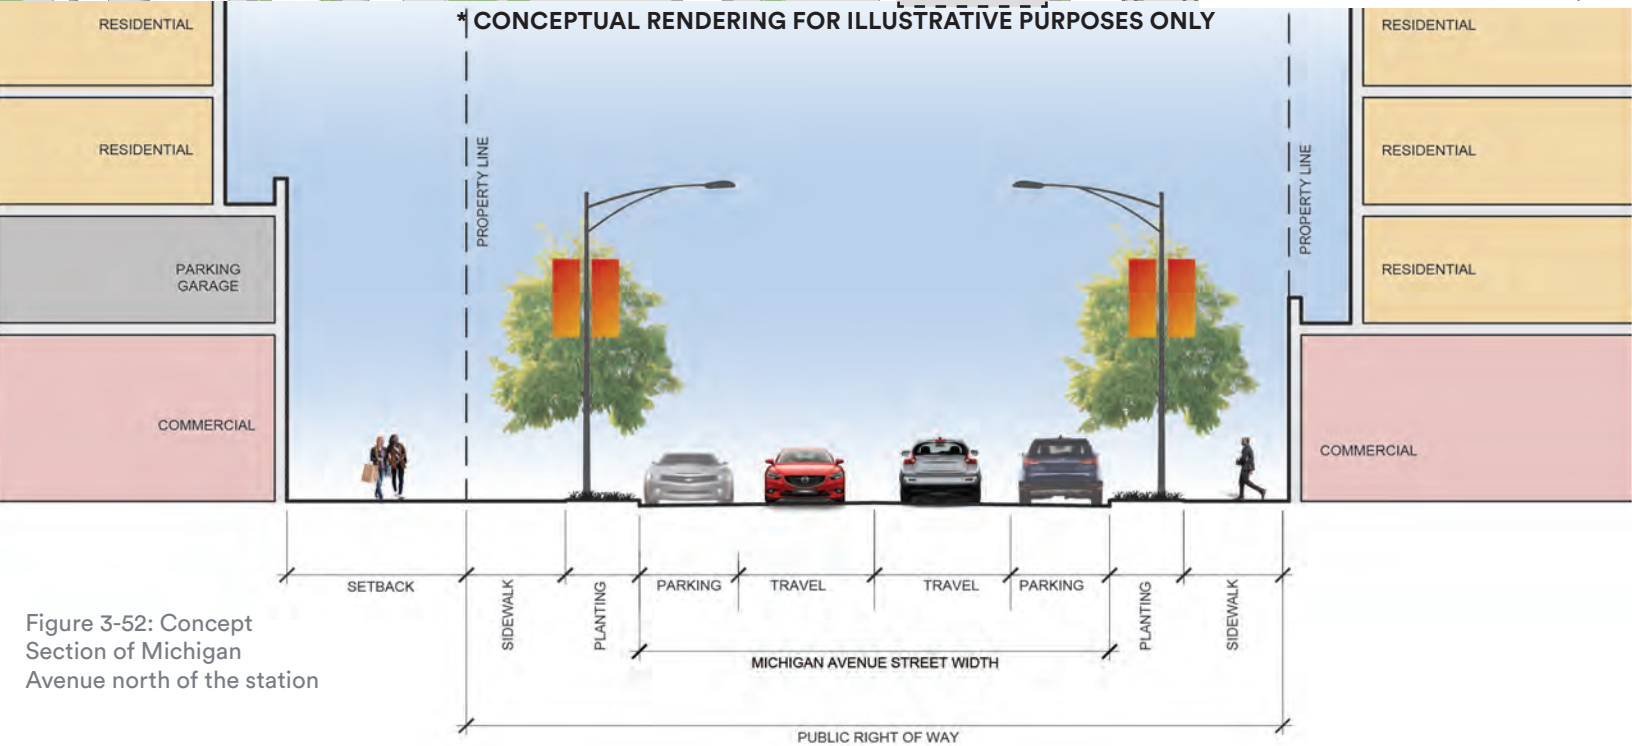 * CONCEPTUAL RENDERING FOR ILLUSTRATIVE PURPOSES ONLY
RESIDENTIAL
RESIDENTIAL
RESIDENTIAL
RESIDENTIAL
PROPERTY LINE
PROPERTY LINE
PARKING
GARAGE
RESIDENTIAL
COMMERCIAL
COMMERCIAL
SETBACK
SIDEWALK
PLANTING
PARKING
TRAVEL
TRAVEL
PARKING
PLANTING
SIDEWALK
MICHIGAN AVENUE STREET WIDTH
PUBLIC RIGHT OF WAY
Figure 3-52: Concept
Section of Michigan
Avenue north of the station